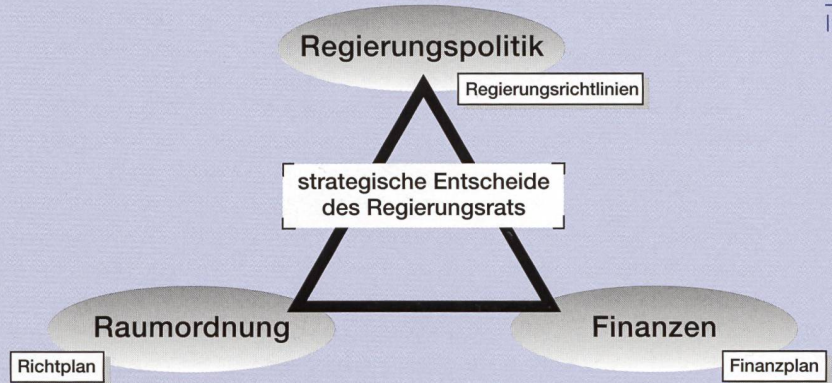 Regierungspolitik
Regierungsrichtlinien
strategische Entscheide
des Regierungsrats
Raumordnung
Richtplan
Finanzen
Finanzplan